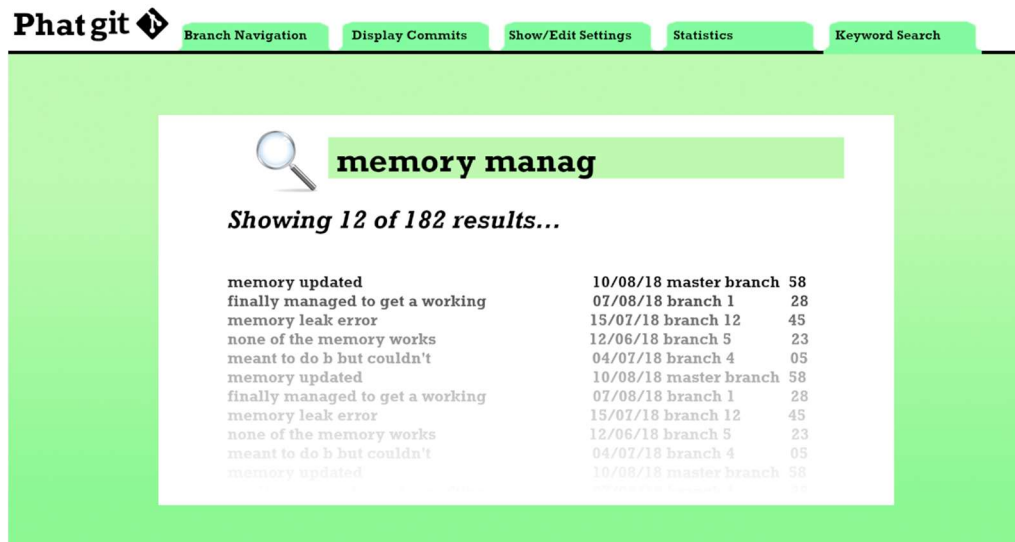 Phatgit
Branch Navigation
Display Commits
Show/Edit Settings
Statistics
Keyword Search
memory manag
Showing 12 of 182 results...
memory updated 10/08/18 master branch 58
finally managed to get a working 07/08/18 branch 1 28
memory leak error 15/07/18 branch 12 45
none of the memory works 12/06/18 branch 5 23
meant to do b but couldn't 04/07/18 branch 4 05
memory updated 10/08/18 master branch 58
finally managed to get a working 07/08/18 branch 1 28
memory leak error 15/07/18 branch 12 45
none of the memory works 12/06/18 branch 5 23
meant to do b but couldn't 04/07/18 branch 4 05
memory updated 10/08/18 master branch 58